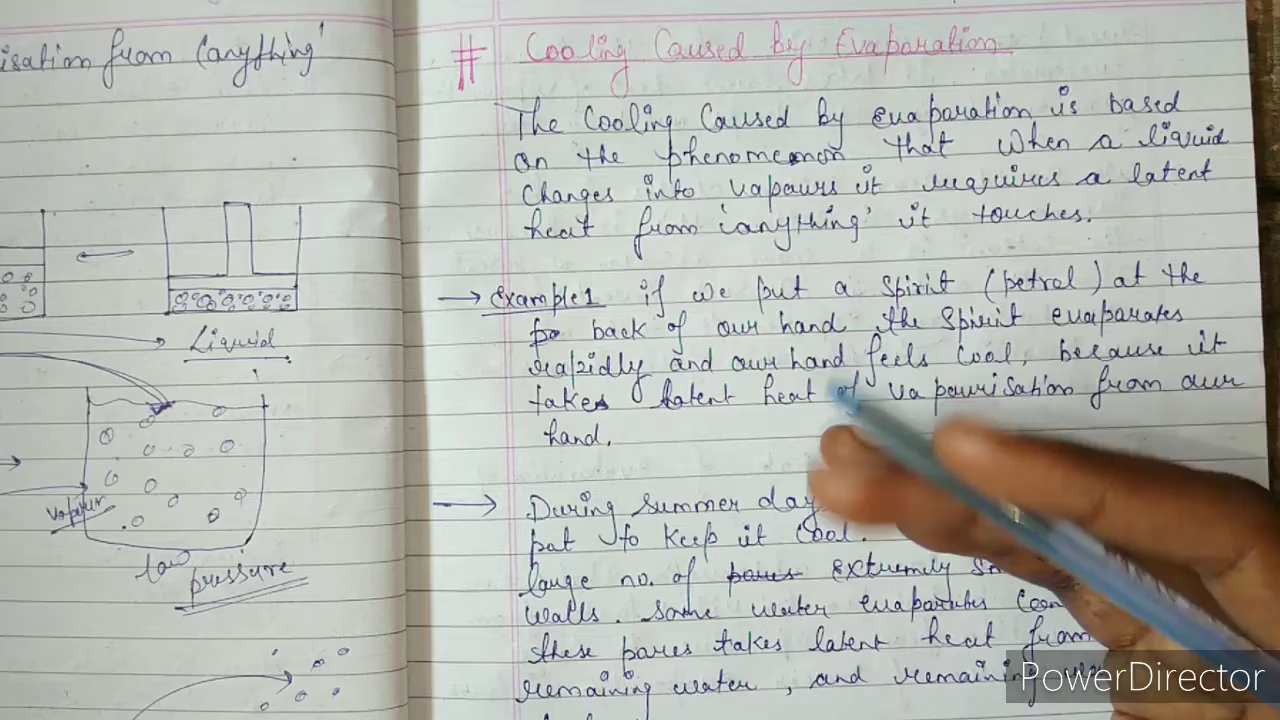 isation from 'anything'
Liquid
vapour
low
pressure
# Cooling Caused by Evaporation
The Cooling Caused by evaporation is based
on the phenomenon that when a liquid
changes into vapours it requires a latent
heat from 'anything' it touches.
→ Example 1 if we put a spirit (petrol) at the
back of our hand the spirit evaporates
rapidly and our hand feels cool, because it
takes latent heat of vapourisation from our
hand.
→ During summer day
pot to keep it cool.
large no. of pores extremely
walls. Some water evaporates
these pores takes latent heat from
remaining water, and remaining
PowerDirector